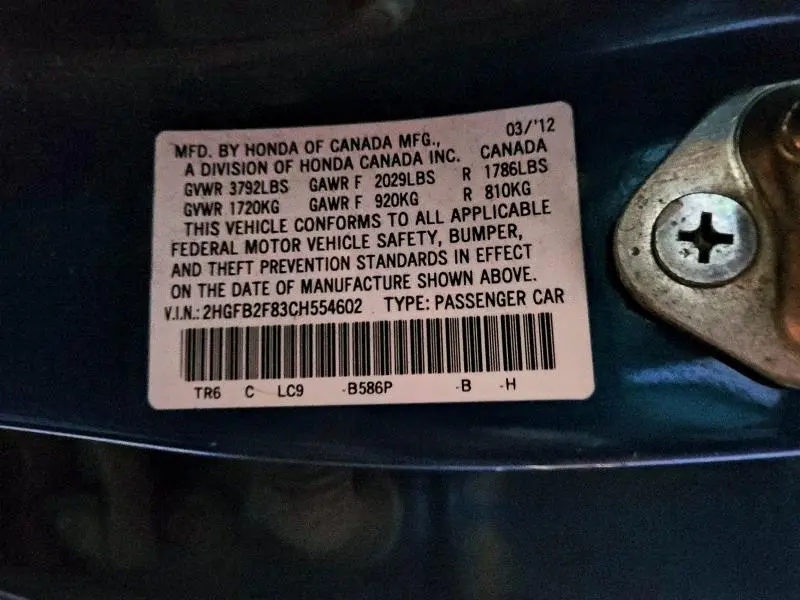 MFD. BY HONDA OF CANADA MFG., 03/'12
A DIVISION OF HONDA CANADA INC. CANADA
GVWR 3792LBS GAWR F 2029LBS R 1786LBS
GVWR 1720KG GAWR F 920KG R 810KG
THIS VEHICLE CONFORMS TO ALL APPLICABLE
FEDERAL MOTOR VEHICLE SAFETY, BUMPER,
AND THEFT PREVENTION STANDARDS IN EFFECT
ON THE DATE OF MANUFACTURE SHOWN ABOVE.
V.I.N.: 2HGFB2F83CH554602 TYPE: PASSENGER CAR
TR6 C LC9 -B586P -B -H